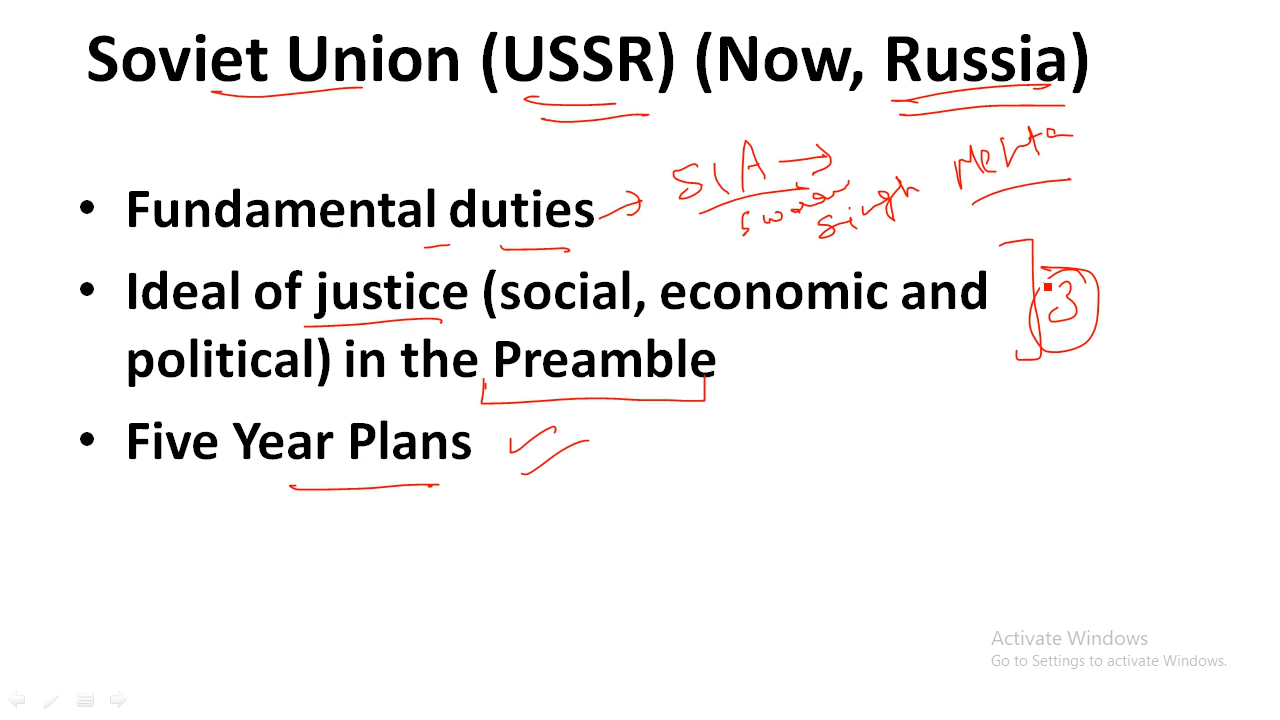 Soviet Union (USSR) (Now, Russia)
• Fundamental duties → 51A → Mehta
Swaran Singh
• Ideal of justice (social, economic and
political) in the Preamble
3
• Five Year Plans
Activate Windows
Go to Settings to activate Windows.